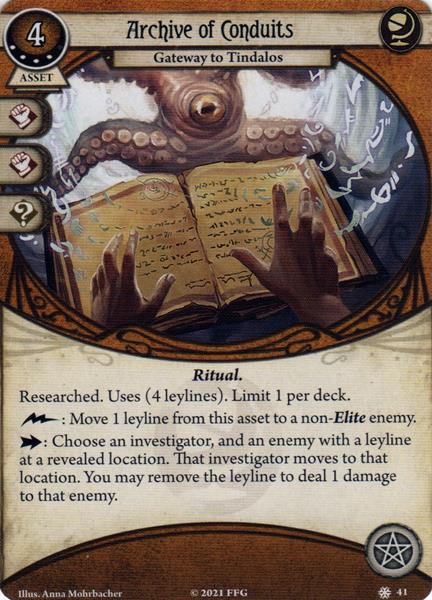 4
Archive of Conduits
ASSET
Gateway to Tindalos
Ritual.
Researched. Uses (4 leylines). Limit 1 per deck.
: Move 1 leyline from this asset to a non-Elite enemy.
: Choose an investigator, and an enemy with a leyline
at a revealed location. That investigator moves to that
location. You may remove the leyline to deal 1 damage
to that enemy.
Illus. Anna Mohrbacher
© 2021 FFG
41